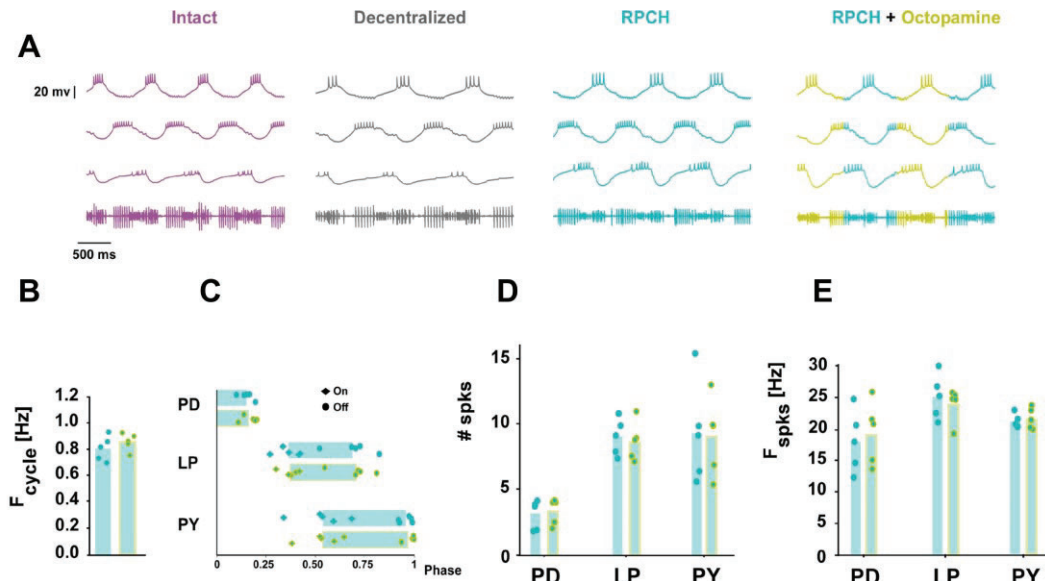 Intact Decentralized RPCH RPCH + Octopamine
A
20 mv
500 ms
B C D E
F cycle [Hz]
1.2
1.0
0.8
0.6
0.4
0.2
0.0
PD
LP
PY
On
Off
0 0.25 0.50 0.75 1 Phase
# spks
15
10
5
0
PD LP PY
F spks [Hz]
30
25
20
15
10
5
0
PD LP PY